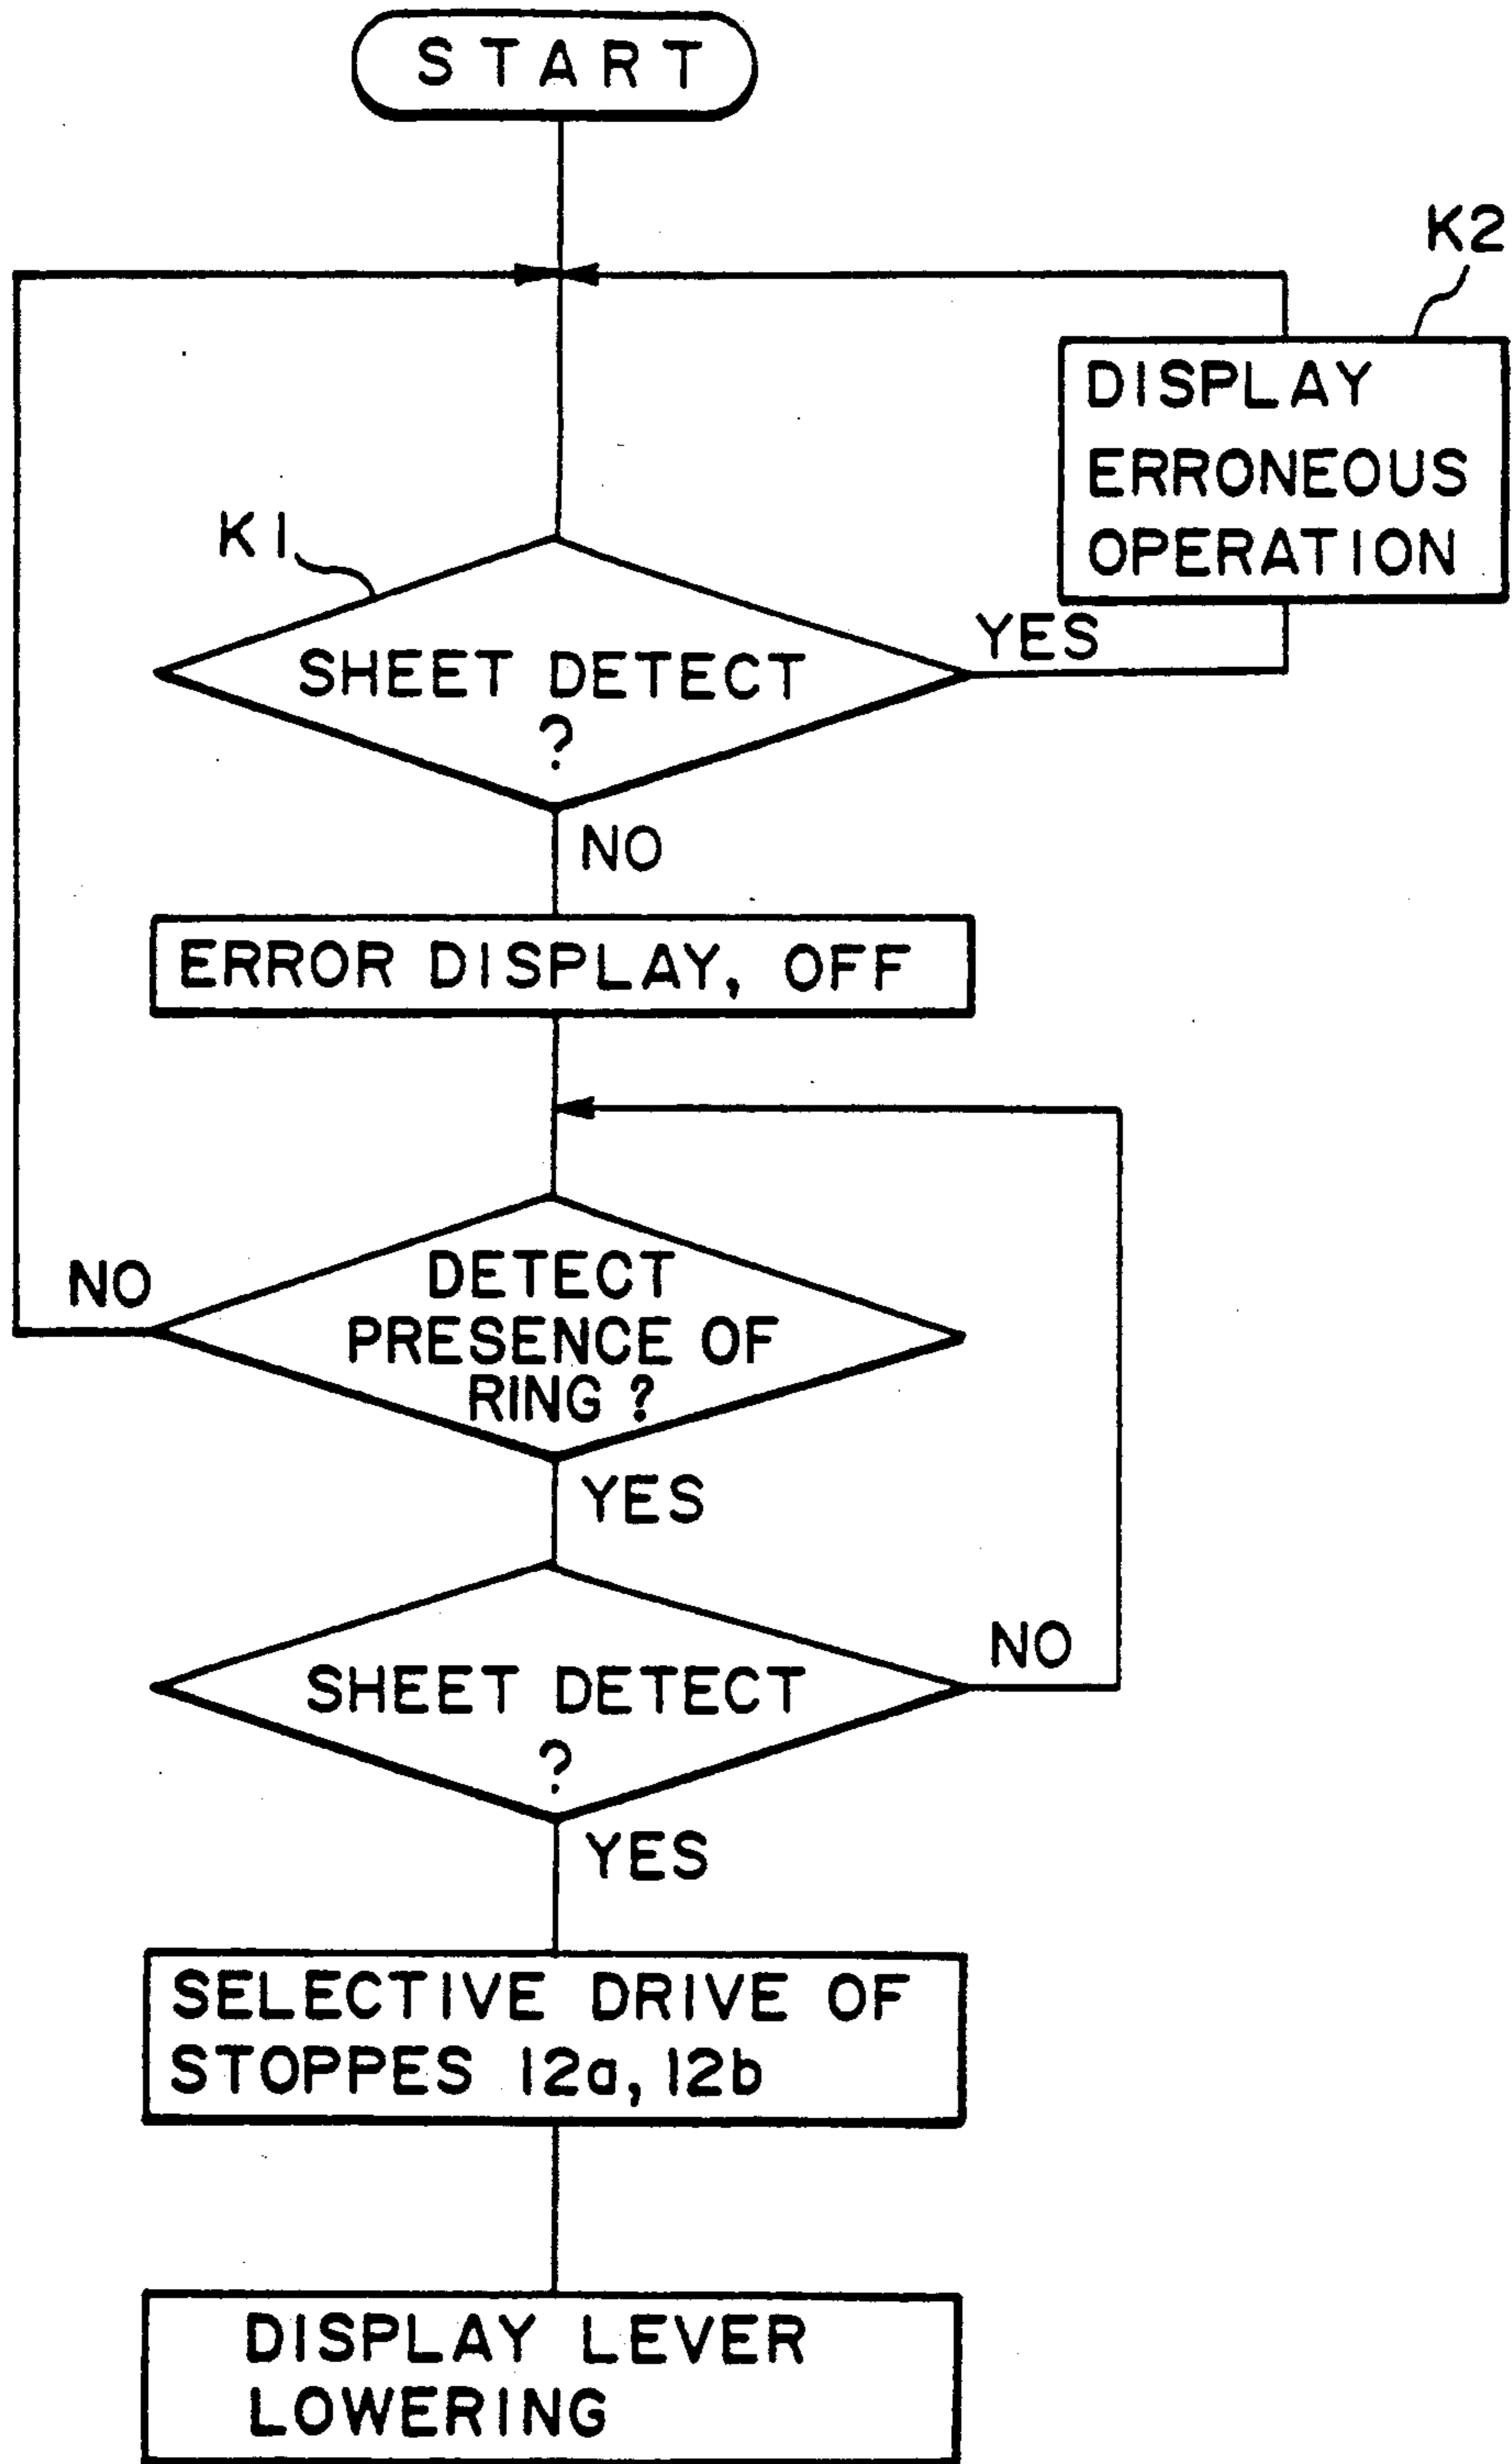 START
K2
DISPLAY
ERRONEOUS
OPERATION
K1
YES
SHEET DETECT
?
NO
ERROR DISPLAY, OFF
NO
DETECT
PRESENCE OF
RING ?
YES
NO
SHEET DETECT
?
YES
SELECTIVE DRIVE OF
STOPPES 12a, 12b
DISPLAY LEVER
LOWERING